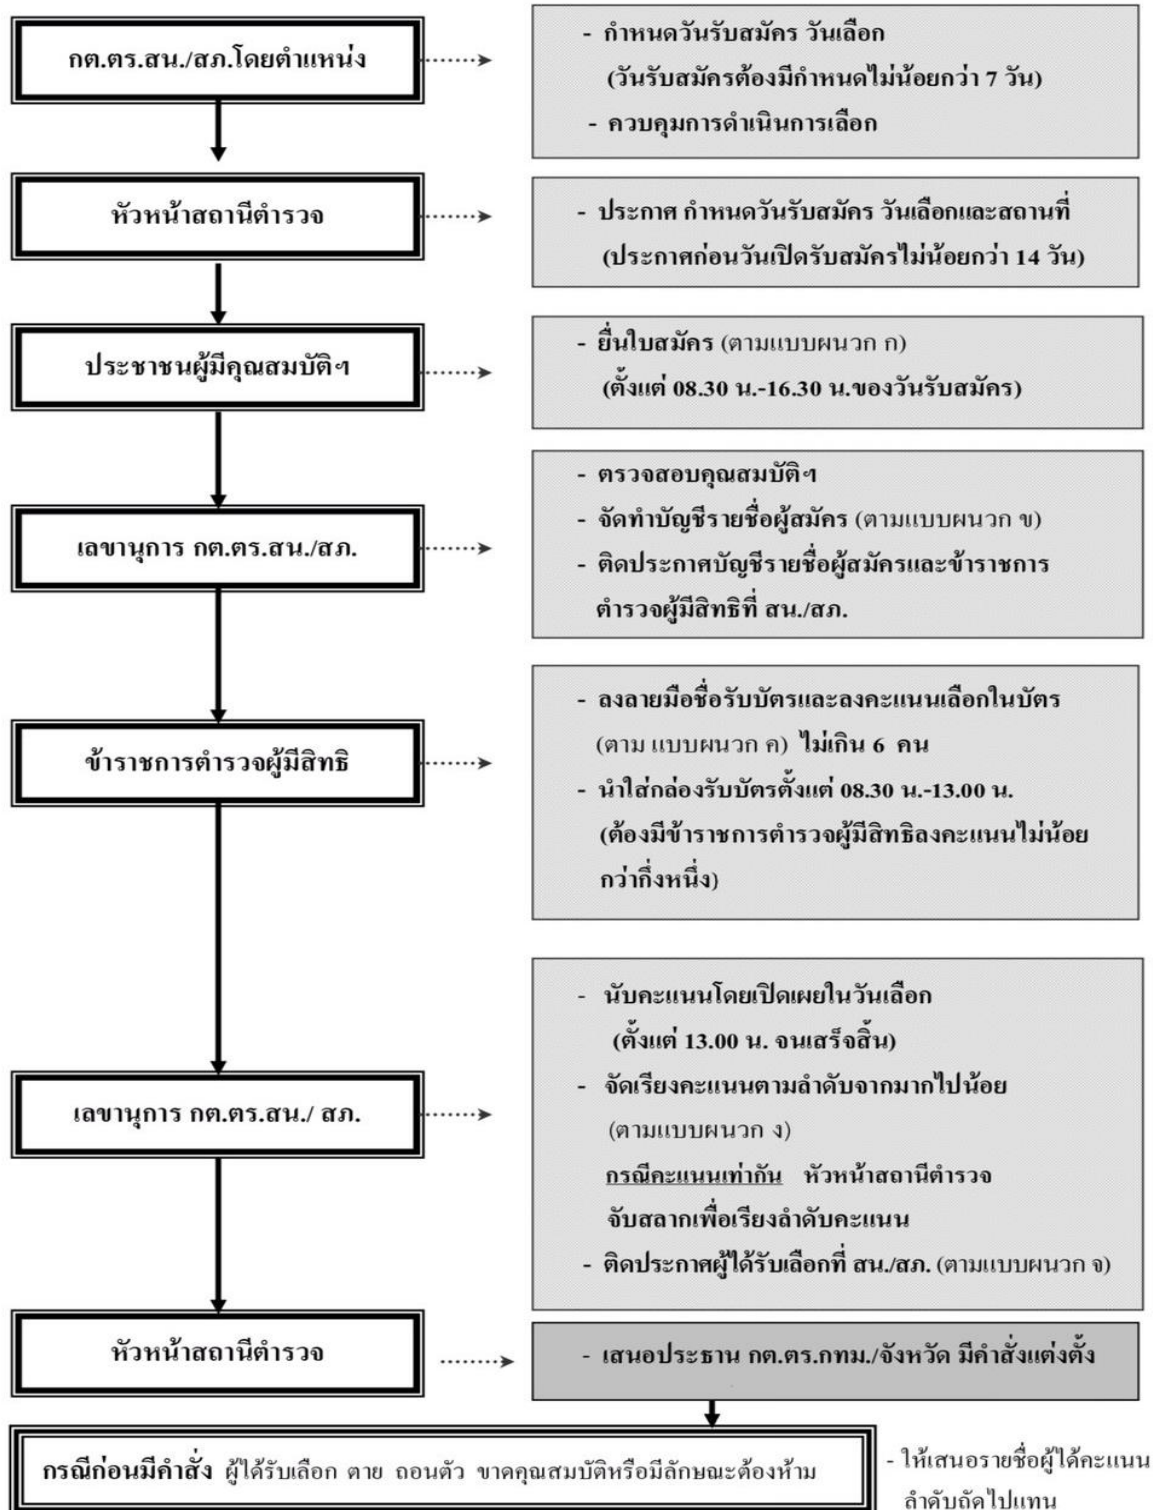 กต.ตร.สน./สภ.โดยตำแหน่ง
- กำหนดวันรับสมัคร วันเลือก
(วันรับสมัครต้องมีกำหนดไม่น้อยกว่า 7 วัน)
- ควบคุมการดำเนินการเลือก
หัวหน้าสถานีตำรวจ
- ประกาศ กำหนดวันรับสมัคร วันเลือกและสถานที่
(ประกาศก่อนวันเปิดรับสมัครไม่น้อยกว่า 14 วัน)
ประชาชนผู้มีคุณสมบัติฯ
- ยื่นใบสมัคร (ตามแบบผนวก ก)
(ตั้งแต่ 08.30 น.-16.30 น.ของวันรับสมัคร)
เลขานุการ กต.ตร.สน./สภ.
- ตรวจสอบคุณสมบัติฯ
- จัดทำบัญชีรายชื่อผู้สมัคร (ตามแบบผนวก ข)
- ติดประกาศบัญชีรายชื่อผู้สมัครและข้าราชการ
ตำรวจผู้มีสิทธิที่ สน./สภ.
ข้าราชการตำรวจผู้มีสิทธิ
- ลงลายมือชื่อรับบัตรและลงคะแนนเลือกในบัตร
(ตาม แบบผนวก ค) ไม่เกิน 6 คน
- นำใส่กล่องรับบัตรตั้งแต่ 08.30 น.-13.00 น.
(ต้องมีข้าราชการตำรวจผู้มีสิทธิลงคะแนนไม่น้อย
กว่ากึ่งหนึ่ง)
เลขานุการ กต.ตร.สน./ สภ.
- นับคะแนนโดยเปิดเผยในวันเลือก
(ตั้งแต่ 13.00 น. จนเสร็จสิ้น)
- จัดเรียงคะแนนตามลำดับจากมากไปน้อย
(ตามแบบผนวก ง)
กรณีคะแนนเท่ากัน หัวหน้าสถานีตำรวจ
จับสลากเพื่อเรียงลำดับคะแนน
- ติดประกาศผู้ได้รับเลือกที่ สน./สภ. (ตามแบบผนวก จ)
หัวหน้าสถานีตำรวจ
- เสนอประธาน กต.ตร.กทม./จังหวัด มีคำสั่งแต่งตั้ง
กรณีก่อนมีคำสั่ง ผู้ได้รับเลือก ตาย ถอนตัว ขาดคุณสมบัติหรือมีลักษณะต้องห้าม
- ให้เสนอรายชื่อผู้ได้คะแนน
ลำดับถัดไปแทน